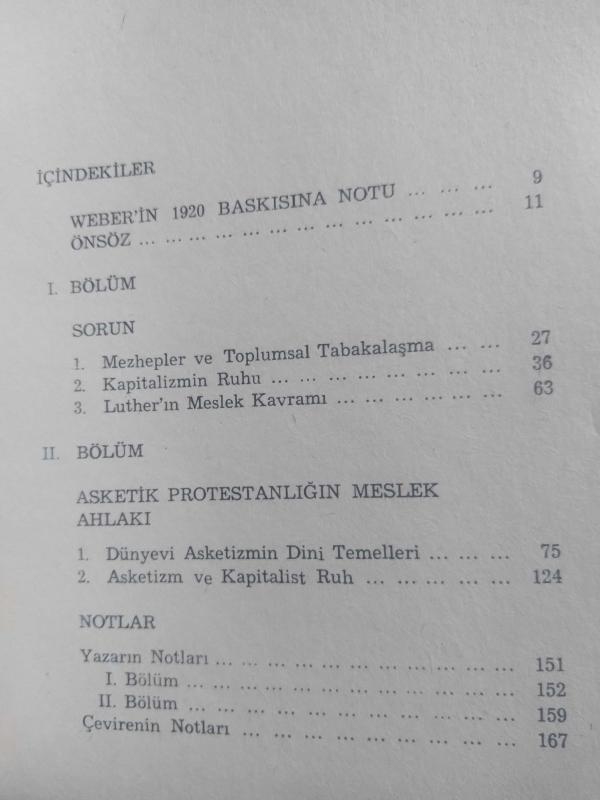 İÇİNDEKİLER
WEBER'İN 1920 BASKISINA NOTU ... ... ... 9
ÖNSÖZ ... ... ... ... ... ... ... ... ... ... ... ... ... ... 11
I. BÖLÜM
SORUN
1. Mezhepler ve Toplumsal Tabakalaşma ... ... 27
2. Kapitalizmin Ruhu ... ... ... ... ... ... ... ... ... 36
3. Luther'ın Meslek Kavramı ... ... ... ... ... ... 63
II. BÖLÜM
ASKETİK PROTESTANLIĞIN MESLEK
AHLAKI
1. Dünyevi Asketizmin Dini Temelleri ... ... ... 75
2. Asketizm ve Kapitalist Ruh ... ... ... ... ... 124
NOTLAR
Yazarın Notları ... ... ... ... ... ... ... ... ... ... ... 151
I. Bölüm ... ... ... ... ... ... ... ... ... ... ... ... 152
II. Bölüm ... ... ... ... ... ... ... ... ... ... ... ... 159
Çevirenin Notları ... ... ... ... ... ... ... ... ... ... 167